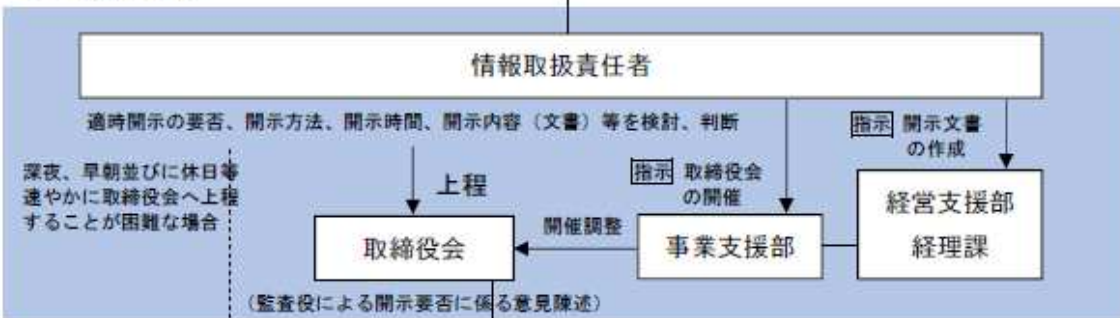 情報取扱責任者
適時開示の要否、開示方法、開示時間、開示内容（文書）等を検討、判断
指示 開示文書
の作成
深夜、早朝並びに休日等
速やかに取締役会へ上程
することが困難な場合
上程
指示 取締役会
の開催
経営支援部
経理課
取締役会
開催調整
事業支援部
（監査役による開示要否に係る意見陳述）